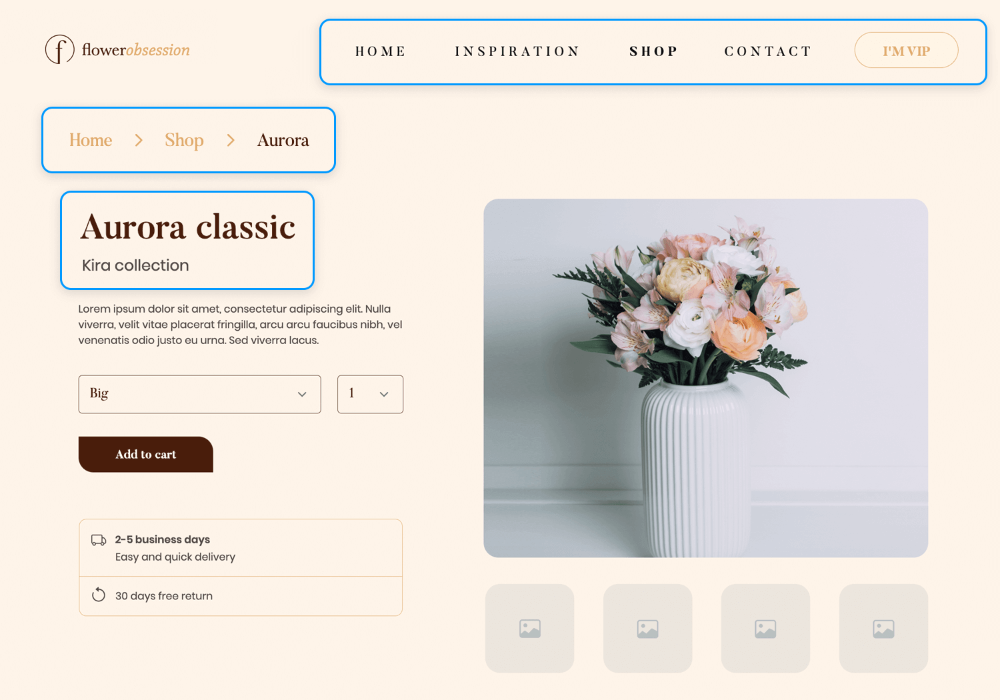 flowerobsession
HOME INSPIRATION SHOP CONTACT I'M VIP
Home > Shop > Aurora
Aurora classic
Kira collection
Lorem ipsum dolor sit amet, consectetur adipiscing elit. Nulla
viverra, velit vitae placerat fringilla, arcu arcu faucibus nibh, vel
venenatis odio justo eu urna. Sed viverra lacus.
Big 1
Add to cart
2-5 business days
Easy and quick delivery
30 days free return